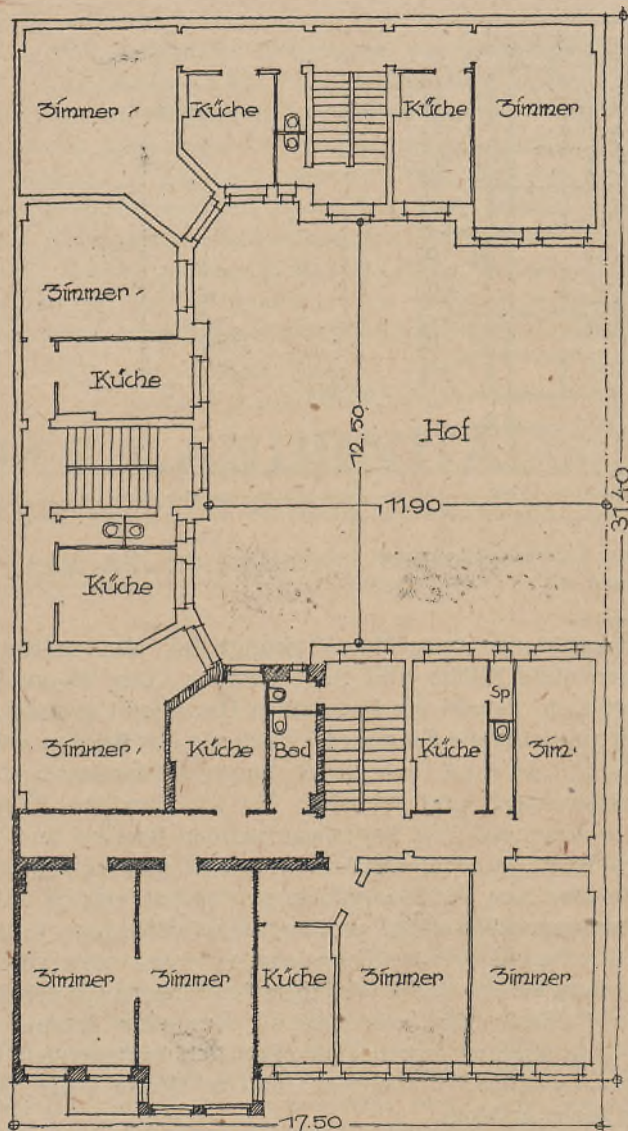 Zimmer
Küche
Küche
Zimmer
Zimmer
Küche
12.50
Hof
11.90
31.40
Küche
Zimmer
Küche
Bad
Küche
Sp
Zim.
Zimmer
Zimmer
Küche
Zimmer
Zimmer
17.50